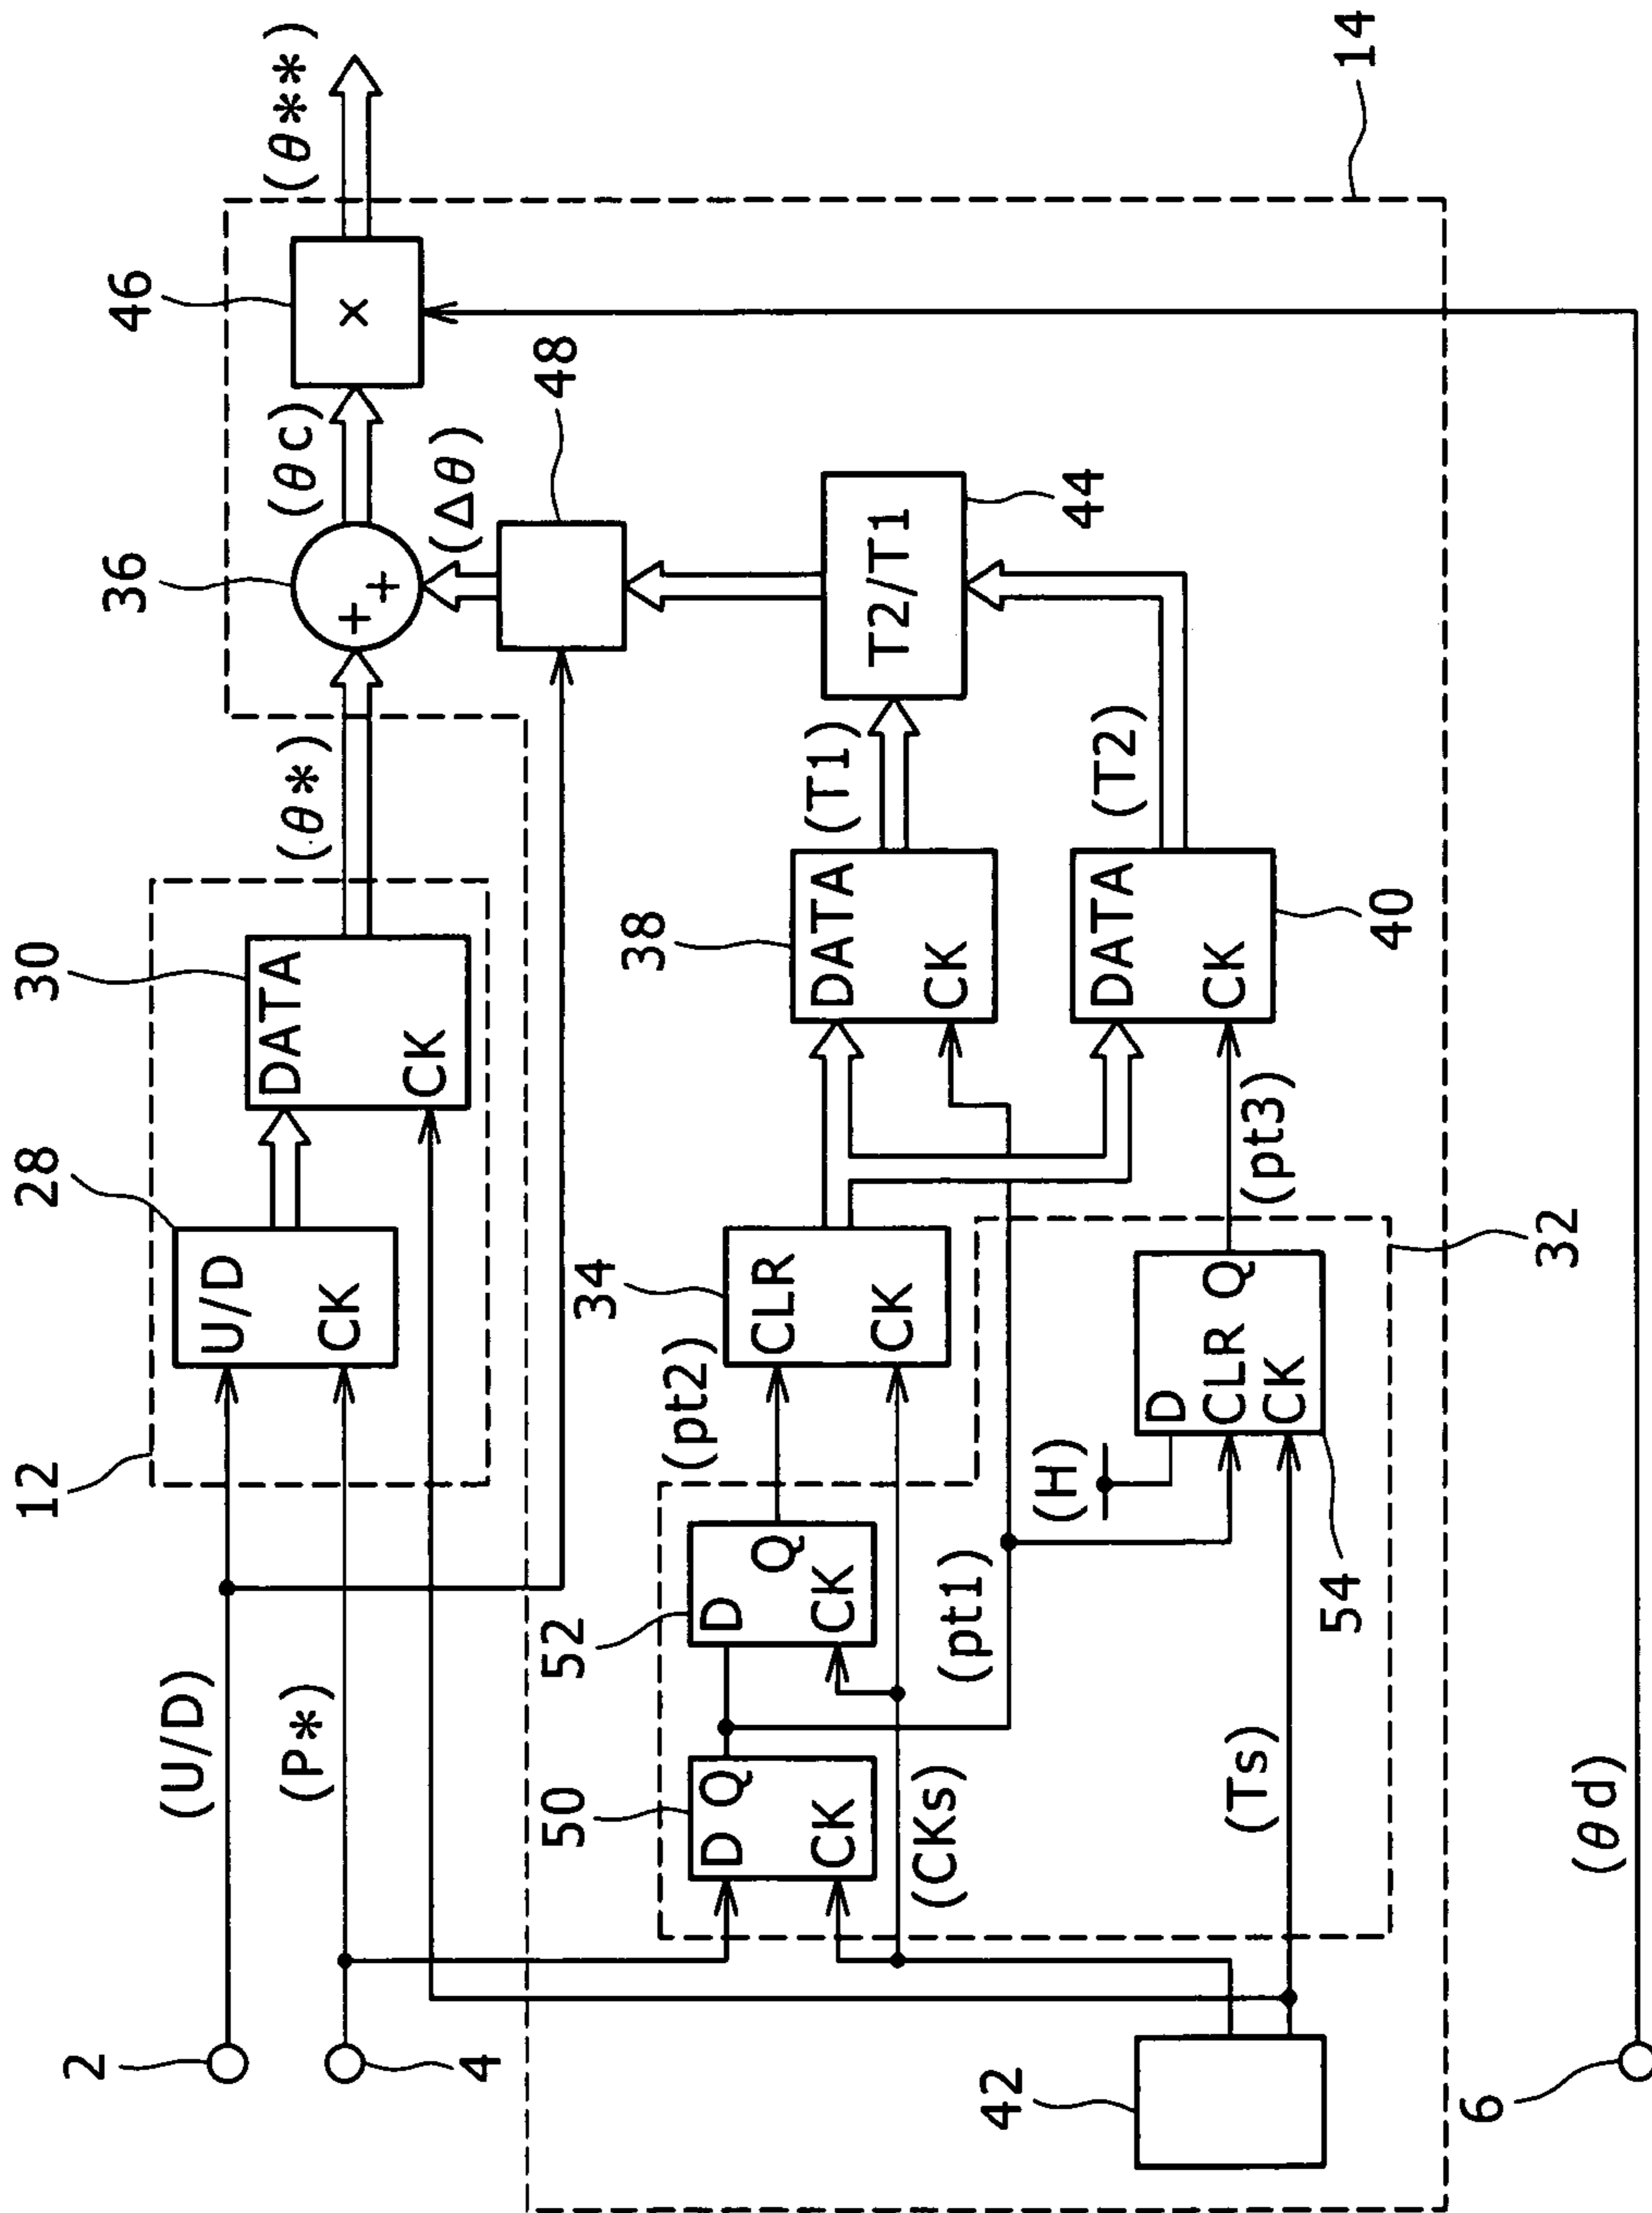 12
28
30
2
(U/D)
U/D
CK
DATA
CK
4
(P*)
(θ*)
36
+
+
(θc)
46
×
(θ**)
(Δθ)
48
50
D Q
CK
52
D
Q
CK
(pt2)
34
CLR
CK
38
DATA
CK
(T1)
T2/T1
44
(CKs)
(pt1)
(H)
42
(Ts)
D
CLR Q
CK
54
(pt3)
DATA
CK
40
(T2)
32
14
6
(θd)